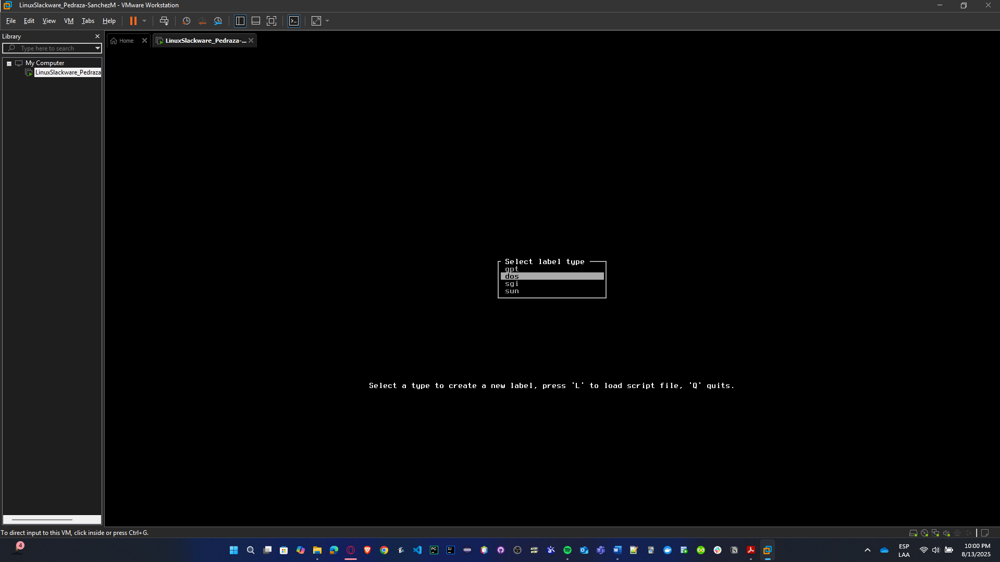 LinuxSlackware_Pedraza-SanchezM - VMware Workstation
File Edit View VM Tabs Help
Library
Type here to search
Home
LinuxSlackware_Pedraza-...
My Computer
LinuxSlackware_Pedraza
Select label type
gpt
dos
sgi
sun
Select a type to create a new label, press 'L' to load script file, 'Q' quits.
To direct input to this VM, click inside or press Ctrl+G.
4
PC
IJ
ESP
LAA
10:00 PM
8/13/2025